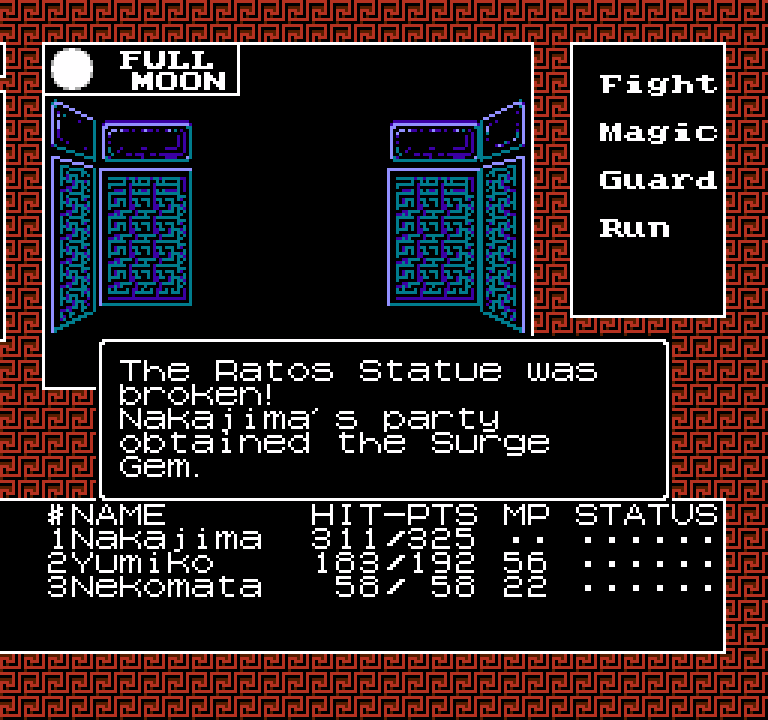 FULL
MOON
Fight
Magic
Guard
Run
The Ratos Statue was
broken!
Nakajima's party
obtained the Surge
Gem.
#NAME HIT-PTS MP STATUS
1Nakajima 311/325 .. ......
2Yumiko 183/192 56 ......
3Nekomata 58/ 58 22 ......